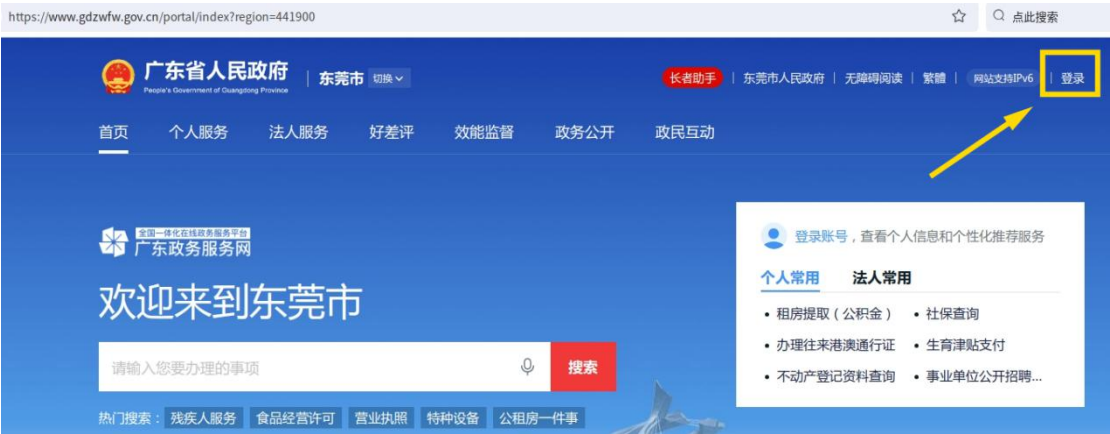 https://www.gdzwfw.gov.cn/portal/index?region=441900
点此搜索
广东省人民政府
People's Government of Guangdong Province
东莞市 切换
长者助手 | 东莞市人民政府 | 无障碍阅读 | 繁體 | 网站支持IPv6 | 登录
首页 个人服务 法人服务 好差评 效能监督 政务公开 政民互动
全国一体化在线政务服务平台
广东政务服务网
欢迎来到东莞市
请输入您要办理的事项 搜索
热门搜索： 残疾人服务 食品经营许可 营业执照 特种设备 公租房一件事
登录账号，查看个人信息和个性化推荐服务
个人常用 法人常用
• 租房提取（公积金） • 社保查询
• 办理往来港澳通行证 • 生育津贴支付
• 不动产登记资料查询 • 事业单位公开招聘...